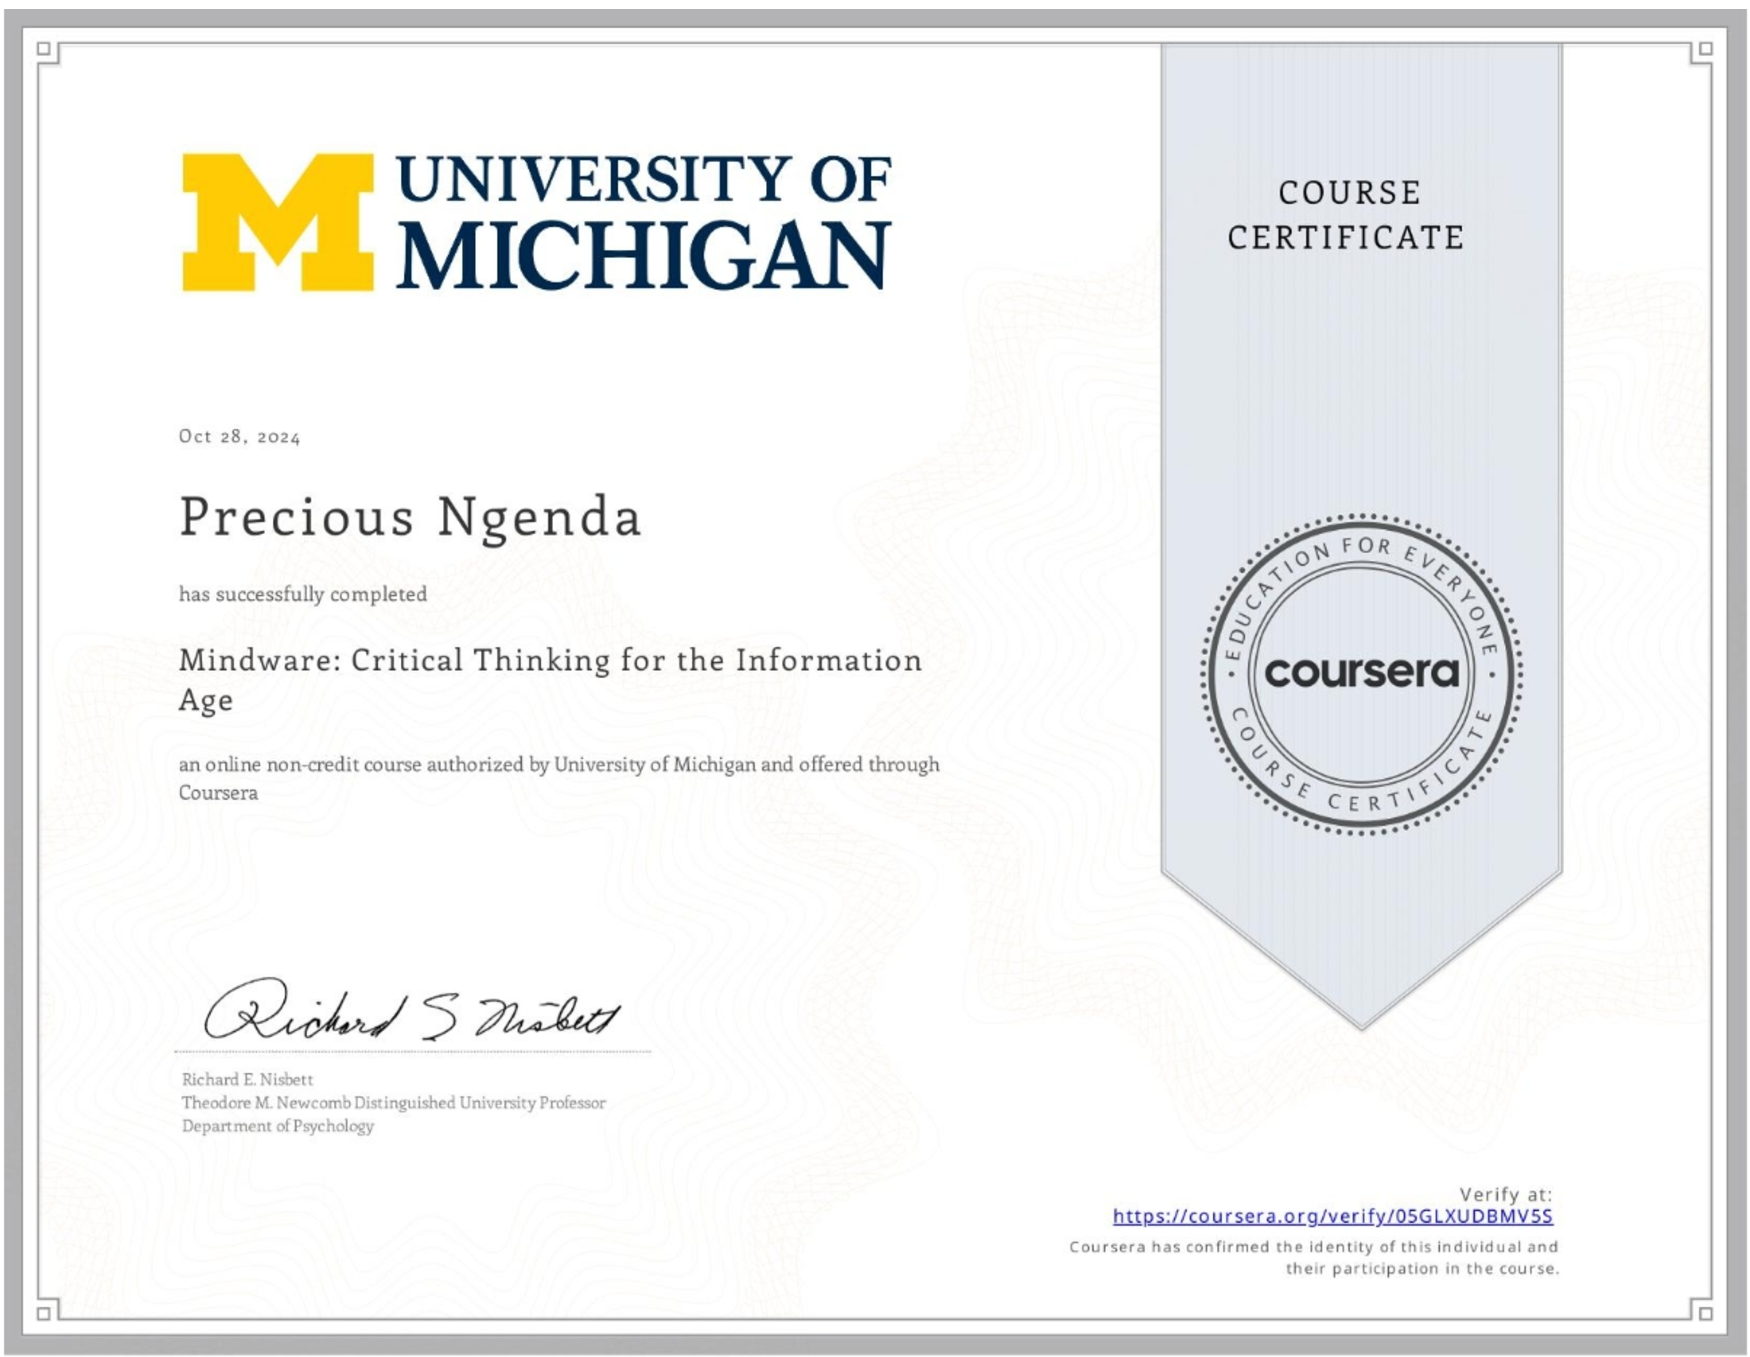 UNIVERSITY OF
MICHIGAN
COURSE
CERTIFICATE
Oct 28, 2024
Precious Ngenda
has successfully completed
Mindware: Critical Thinking for the Information
Age
an online non-credit course authorized by University of Michigan and offered through
Coursera
EDUCATION FOR EVERYONE
coursera
COURSE CERTIFICATE
Richard S Nisbett
Richard E. Nisbett
Theodore M. Newcomb Distinguished University Professor
Department of Psychology
Verify at:
https://coursera.org/verify/05GLXUDBMV5S
Coursera has confirmed the identity of this individual and
their participation in the course.